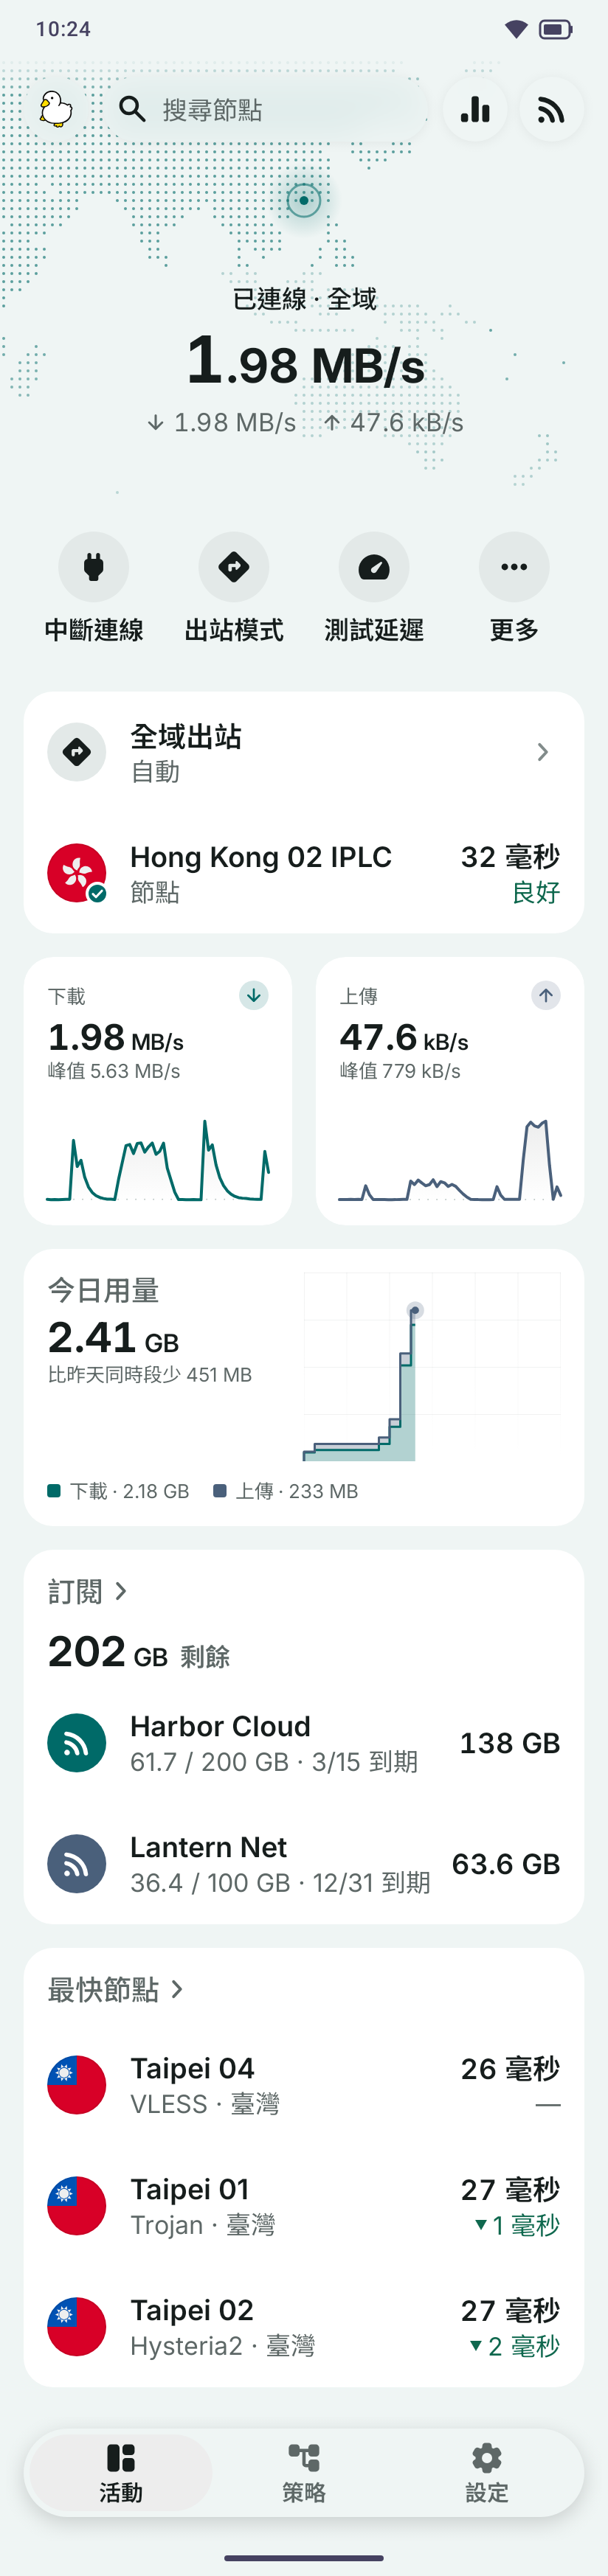 10:24
搜尋節點
已連線 · 全域
1.98 MB/s
↓ 1.98 MB/s ↑ 47.6 kB/s
中斷連線 出站模式 測試延遲 更多
全域出站
自動
Hong Kong 02 IPLC 32 毫秒
節點 良好
下載
1.98 MB/s
峰值 5.63 MB/s
上傳
47.6 kB/s
峰值 779 kB/s
今日用量
2.41 GB
比昨天同時段少 451 MB
下載 · 2.18 GB 上傳 · 233 MB
訂閱
202 GB 剩餘
Harbor Cloud 138 GB
61.7 / 200 GB · 3/15 到期
Lantern Net 63.6 GB
36.4 / 100 GB · 12/31 到期
最快節點
Taipei 04 26 毫秒
VLESS · 臺灣 —
Taipei 01 27 毫秒
Trojan · 臺灣 ▼1 毫秒
Taipei 02 27 毫秒
Hysteria2 · 臺灣 ▼2 毫秒
活動 策略 設定